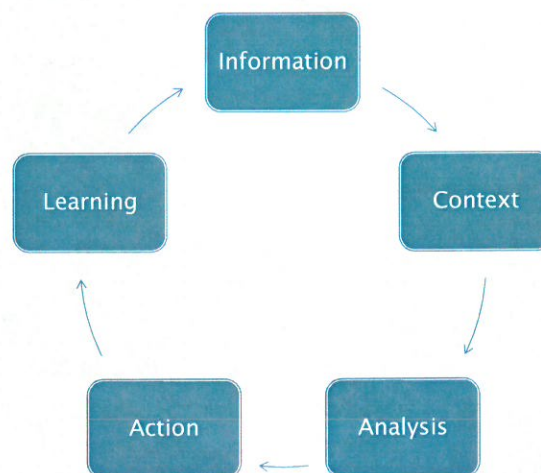 Information
Context
Analysis
Action
Learning